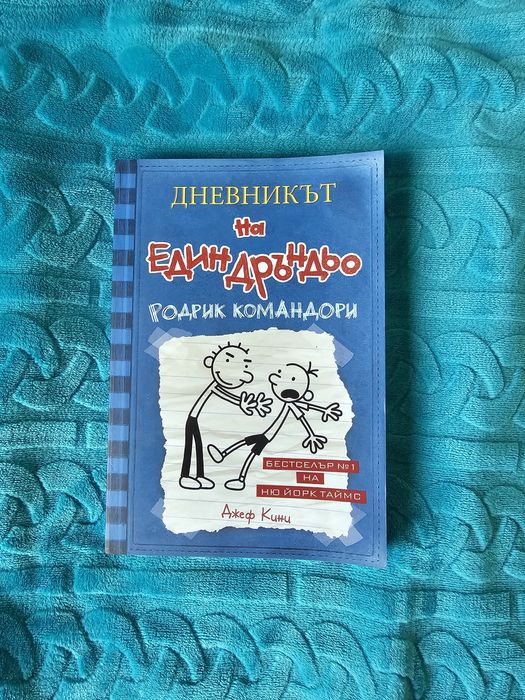 ДНЕВНИКЪТ
на
ЕДИН ДРЪНДЬО
РОДРИК КОМАНДОРИ
БЕСТСЕЛЪР №1
НА
НЮ ЙОРК ТАЙМС
Джеф Кини